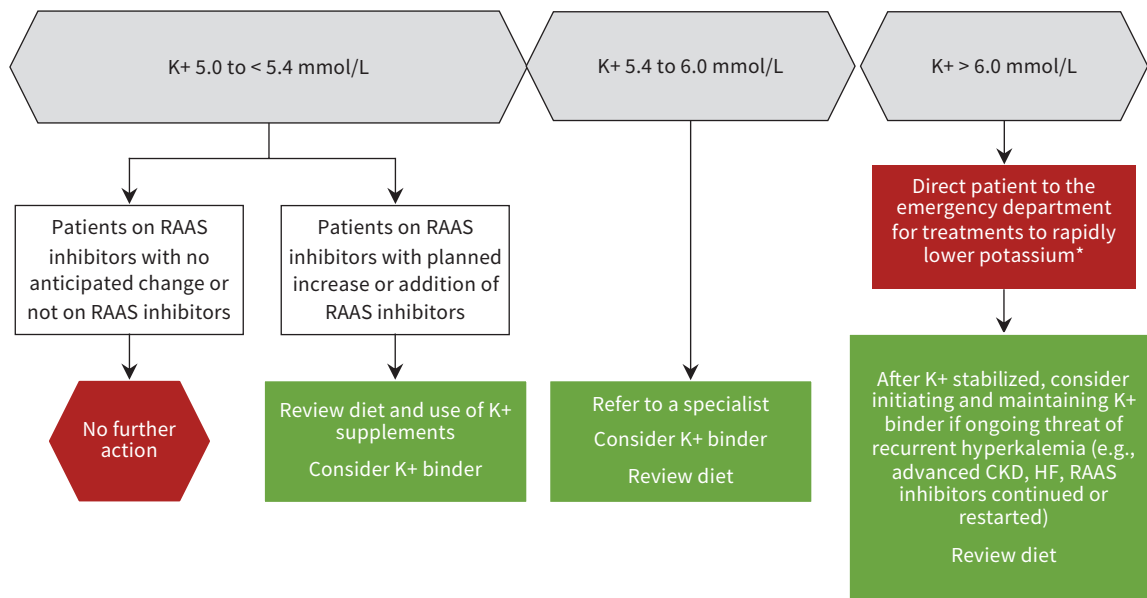 K+ 5.0 to < 5.4 mmol/L
K+ 5.4 to 6.0 mmol/L
K+ > 6.0 mmol/L
Patients on RAAS
inhibitors with no
anticipated change or
not on RAAS inhibitors
Patients on RAAS
inhibitors with planned
increase or addition of
RAAS inhibitors
Direct patient to the
emergency department
for treatments to rapidly
lower potassium*
No further
action
Review diet and use of K+
supplements
Consider K+ binder
Refer to a specialist
Consider K+ binder
Review diet
After K+ stabilized, consider
initiating and maintaining K+
binder if ongoing threat of
recurrent hyperkalemia (e.g.,
advanced CKD, HF, RAAS
inhibitors continued or
restarted)
Review diet